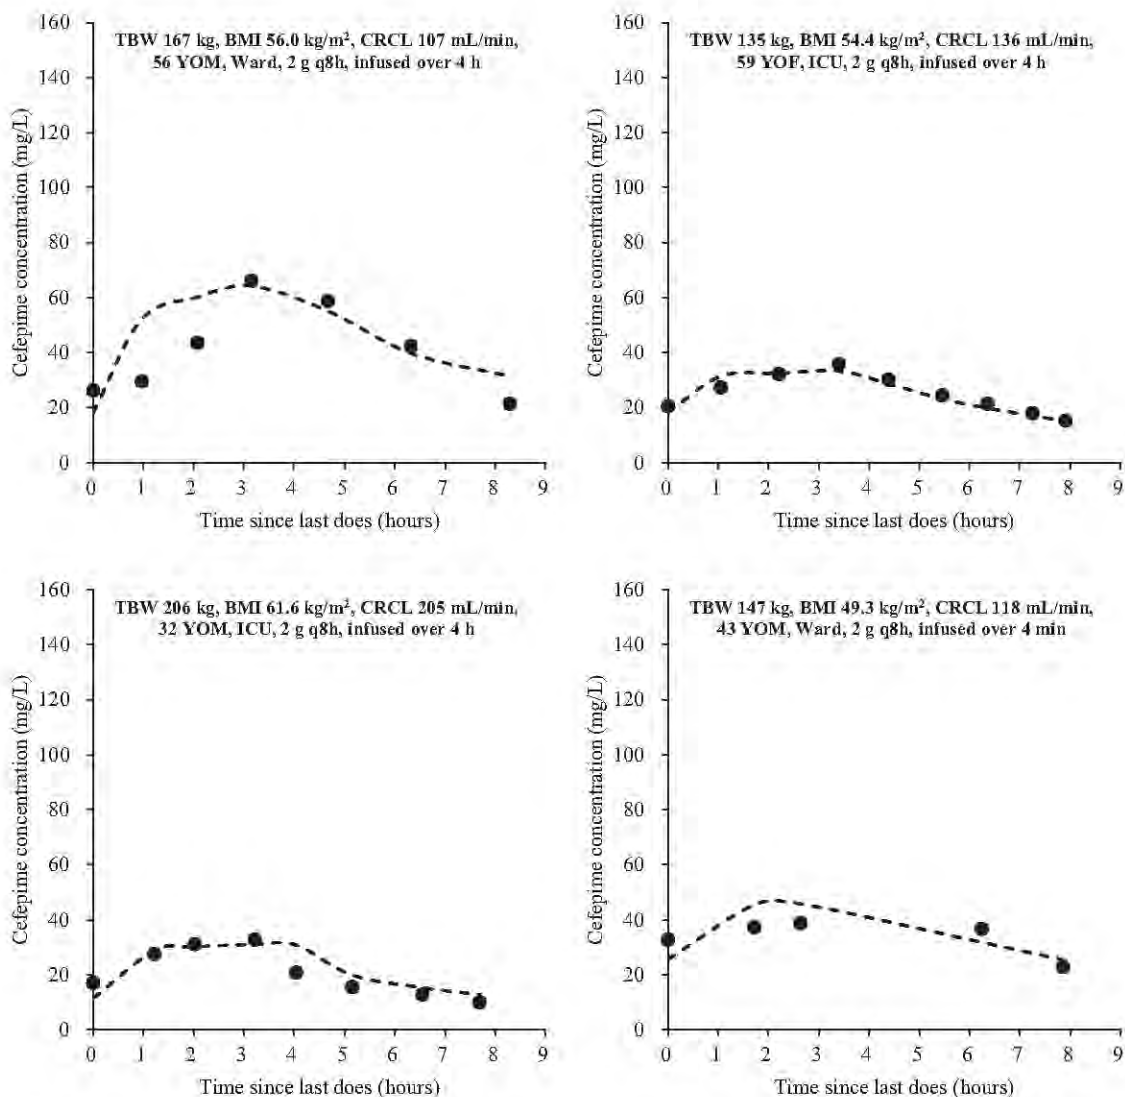 TBW 167 kg, BMI 56.0 kg/m², CRCL 107 mL/min,
56 YOM, Ward, 2 g q8h, infused over 4 h
Cefepime concentration (mg/L)
160
140
120
100
80
60
40
20
0
0 1 2 3 4 5 6 7 8 9
Time since last does (hours)
TBW 135 kg, BMI 54.4 kg/m², CRCL 136 mL/min,
59 YOF, ICU, 2 g q8h, infused over 4 h
Cefepime concentration (mg/L)
160
140
120
100
80
60
40
20
0
0 1 2 3 4 5 6 7 8 9
Time since last does (hours)
TBW 206 kg, BMI 61.6 kg/m², CRCL 205 mL/min,
32 YOM, ICU, 2 g q8h, infused over 4 h
Cefepime concentration (mg/L)
160
140
120
100
80
60
40
20
0
0 1 2 3 4 5 6 7 8 9
Time since last does (hours)
TBW 147 kg, BMI 49.3 kg/m², CRCL 118 mL/min,
43 YOM, Ward, 2 g q8h, infused over 4 min
Cefepime concentration (mg/L)
160
140
120
100
80
60
40
20
0
0 1 2 3 4 5 6 7 8 9
Time since last does (hours)